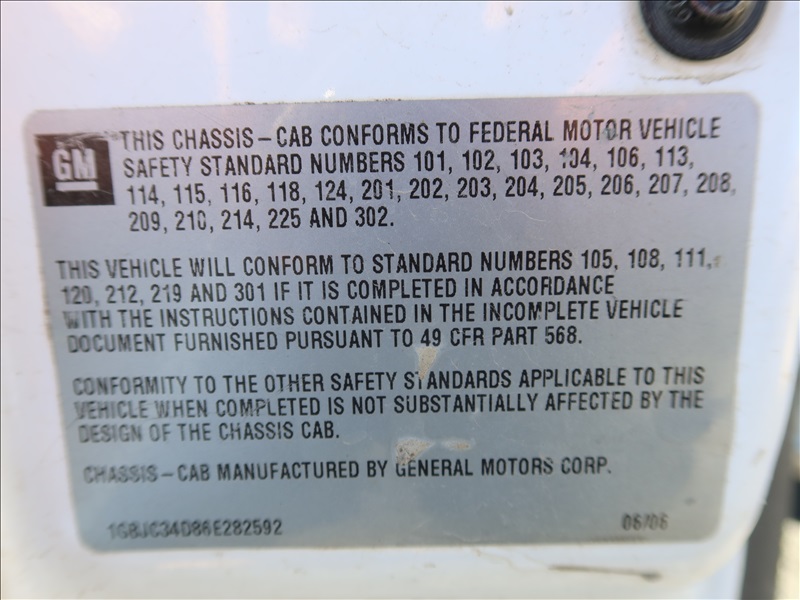 GM
THIS CHASSIS-CAB CONFORMS TO FEDERAL MOTOR VEHICLE
SAFETY STANDARD NUMBERS 101, 102, 103, 104, 106, 113,
114, 115, 116, 118, 124, 201, 202, 203, 204, 205, 206, 207, 208,
209, 210, 214, 225 AND 302.
THIS VEHICLE WILL CONFORM TO STANDARD NUMBERS 105, 108, 111,
120, 212, 219 AND 301 IF IT IS COMPLETED IN ACCORDANCE
WITH THE INSTRUCTIONS CONTAINED IN THE INCOMPLETE VEHICLE
DOCUMENT FURNISHED PURSUANT TO 49 CFR PART 568.
CONFORMITY TO THE OTHER SAFETY STANDARDS APPLICABLE TO THIS
VEHICLE WHEN COMPLETED IS NOT SUBSTANTIALLY AFFECTED BY THE
DESIGN OF THE CHASSIS CAB.
CHASSIS-CAB MANUFACTURED BY GENERAL MOTORS CORP.
1GBJC34D86E282592 06/06